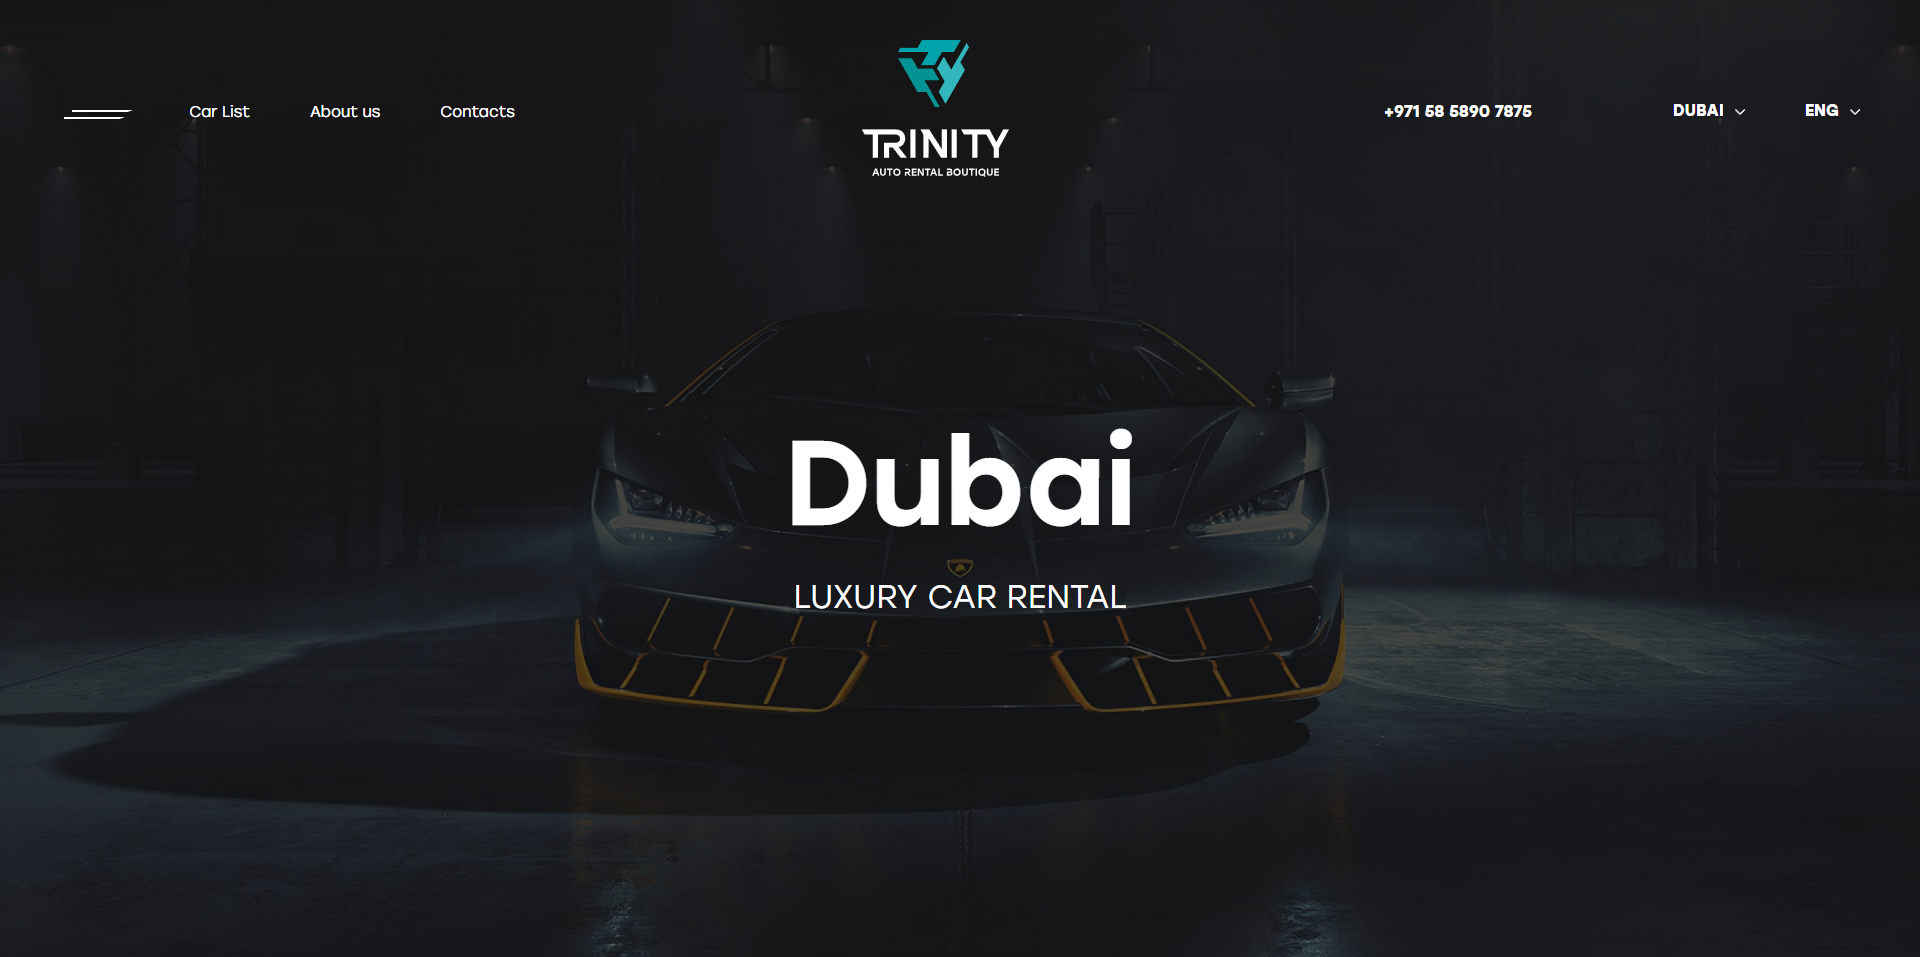 Car List
About us
Contacts
TRINITY
AUTO RENTAL BOUTIQUE
+971 58 5890 7875
DUBAI
ENG
Dubai
LUXURY CAR RENTAL